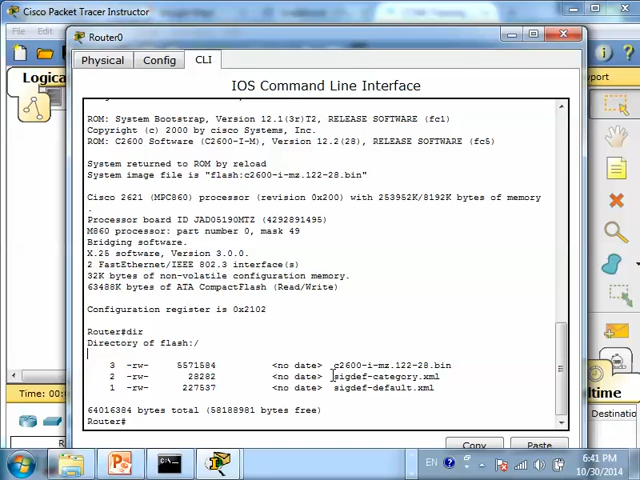 Cisco Packet Tracer Instructor
File
Router0
Physical
Config
CLI
Logical
IOS Command Line Interface
ROM: System Bootstrap, Version 12.1(3r)T2, RELEASE SOFTWARE (fc1)
Copyright (c) 2000 by cisco Systems, Inc.
ROM: C2600 Software (C2600-I-M), Version 12.2(28), RELEASE SOFTWARE (fc5)
System returned to ROM by reload
System image file is "flash:c2600-i-mz.122-28.bin"
Cisco 2621 (MPC860) processor (revision 0x200) with 253952K/8192K bytes of memory
.
Processor board ID JAD05190MTZ (4292891495)
M860 processor: part number 0, mask 49
Bridging software.
X.25 software, Version 3.0.0.
2 FastEthernet/IEEE 802.3 interface(s)
32K bytes of non-volatile configuration memory.
63488K bytes of ATA CompactFlash (Read/Write)
Configuration register is 0x2102
Router#dir
Directory of flash:/
3 -rw- 5571584 <no date> c2600-i-mz.122-28.bin
2 -rw- 28282 <no date> sigdef-category.xml
1 -rw- 227537 <no date> sigdef-default.xml
64016384 bytes total (58188981 bytes free)
Router#
Copy
Paste
EN
6:41 PM
10/30/2014